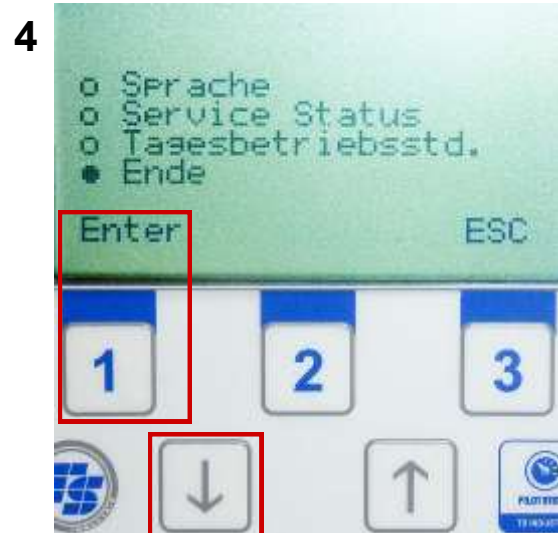 4
o Sprache
o Service Status
o Tagesbetriebsstd.
● Ende
Enter ESC
1 2 3
↓ ↑